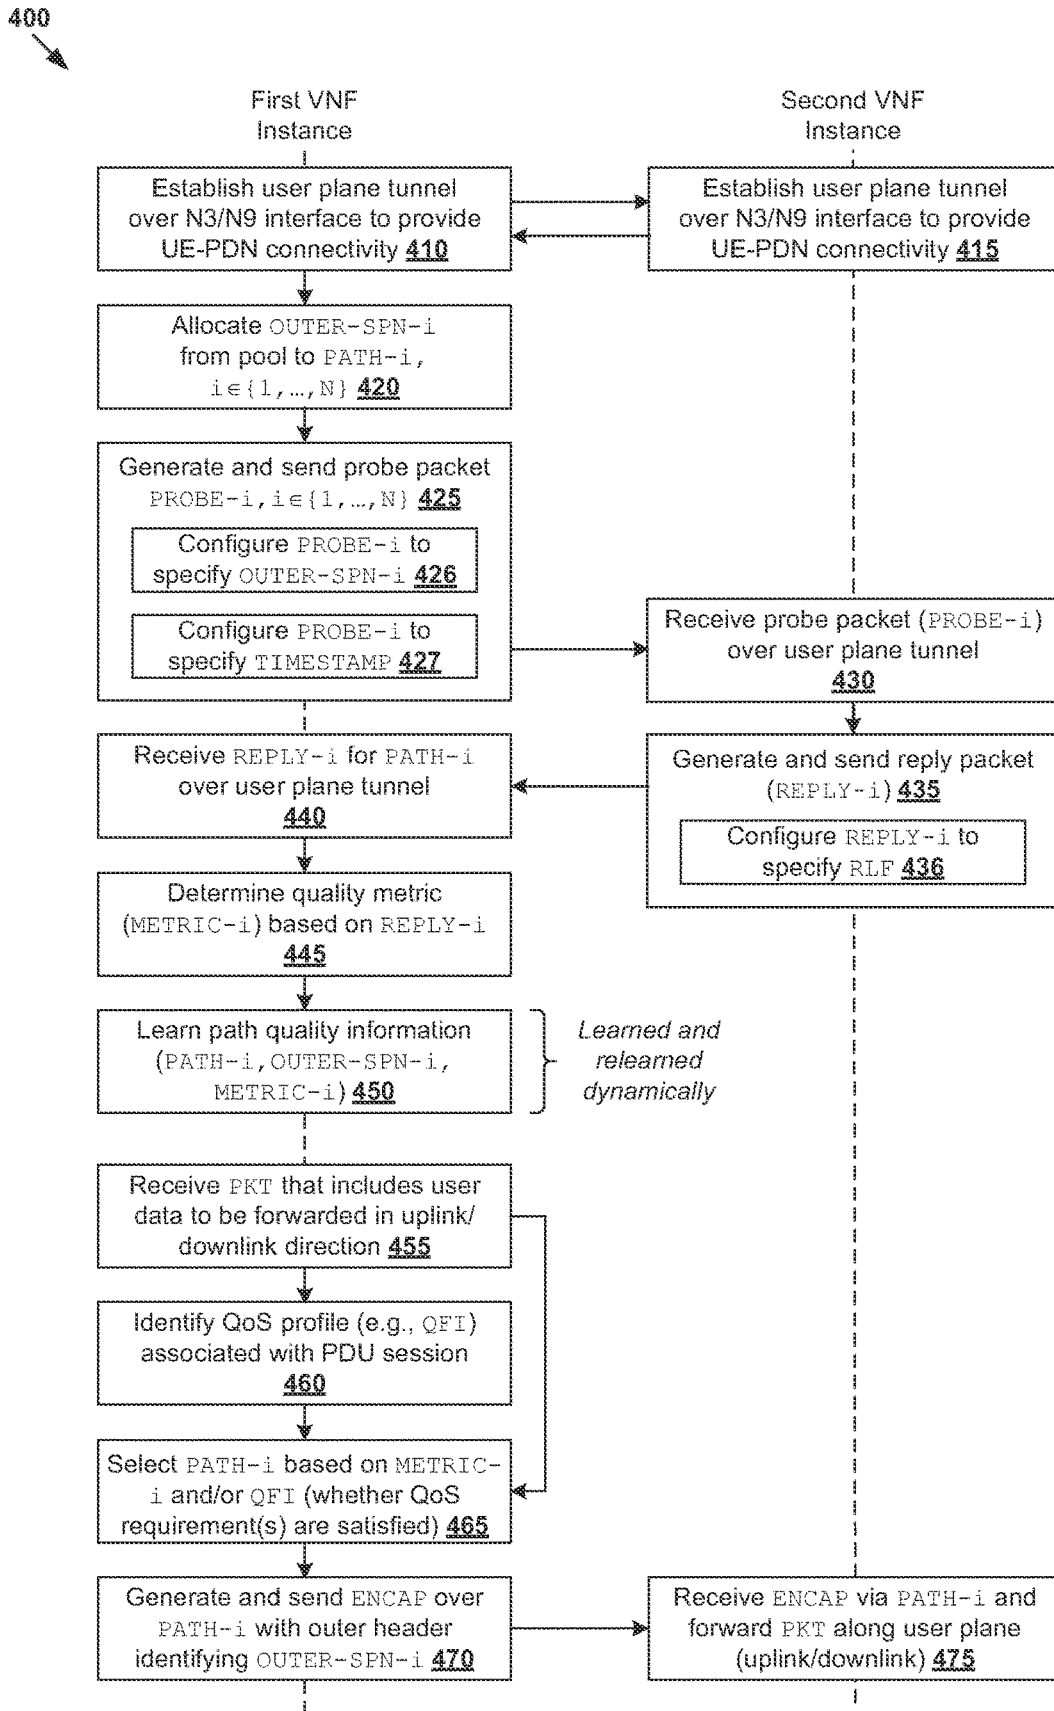 400
First VNF
Instance
Second VNF
Instance
Establish user plane tunnel
over N3/N9 interface to provide
UE-PDN connectivity 410
Establish user plane tunnel
over N3/N9 interface to provide
UE-PDN connectivity 415
Allocate OUTER-SPN-i
from pool to PATH-i,
i∈{1,…,N} 420
Generate and send probe packet
PROBE-i, i∈{1,…,N} 425
Configure PROBE-i to
specify OUTER-SPN-i 426
Configure PROBE-i to
specify TIMESTAMP 427
Receive probe packet (PROBE-i)
over user plane tunnel
430
Receive REPLY-i for PATH-i
over user plane tunnel
440
Generate and send reply packet
(REPLY-i) 435
Configure REPLY-i to
specify RLF 436
Determine quality metric
(METRIC-i) based on REPLY-i
445
Learn path quality information
(PATH-i, OUTER-SPN-i,
METRIC-i) 450
Learned and
relearned
dynamically
Receive PKT that includes user
data to be forwarded in uplink/
downlink direction 455
Identify QoS profile (e.g., QFI)
associated with PDU session
460
Select PATH-i based on METRIC-
i and/or QFI (whether QoS
requirement(s) are satisfied) 465
Generate and send ENCAP over
PATH-i with outer header
identifying OUTER-SPN-i 470
Receive ENCAP via PATH-i and
forward PKT along user plane
(uplink/downlink) 475